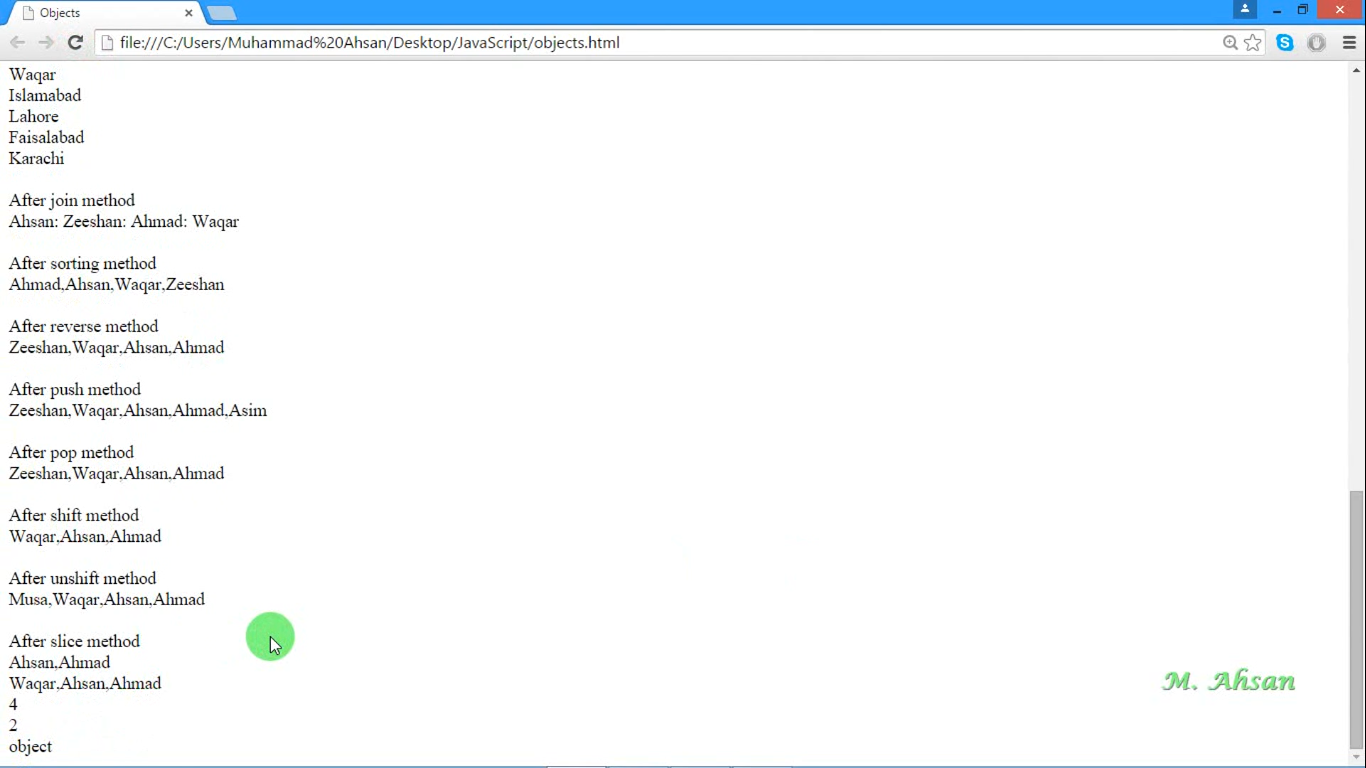 Objects
file:///C:/Users/Muhammad%20Ahsan/Desktop/JavaScript/objects.html
Waqar
Islamabad
Lahore
Faisalabad
Karachi
After join method
Ahsan: Zeeshan: Ahmad: Waqar
After sorting method
Ahmad,Ahsan,Waqar,Zeeshan
After reverse method
Zeeshan,Waqar,Ahsan,Ahmad
After push method
Zeeshan,Waqar,Ahsan,Ahmad,Asim
After pop method
Zeeshan,Waqar,Ahsan,Ahmad
After shift method
Waqar,Ahsan,Ahmad
After unshift method
Musa,Waqar,Ahsan,Ahmad
After slice method
Ahsan,Ahmad
Waqar,Ahsan,Ahmad
M. Ahsan
4
2
object